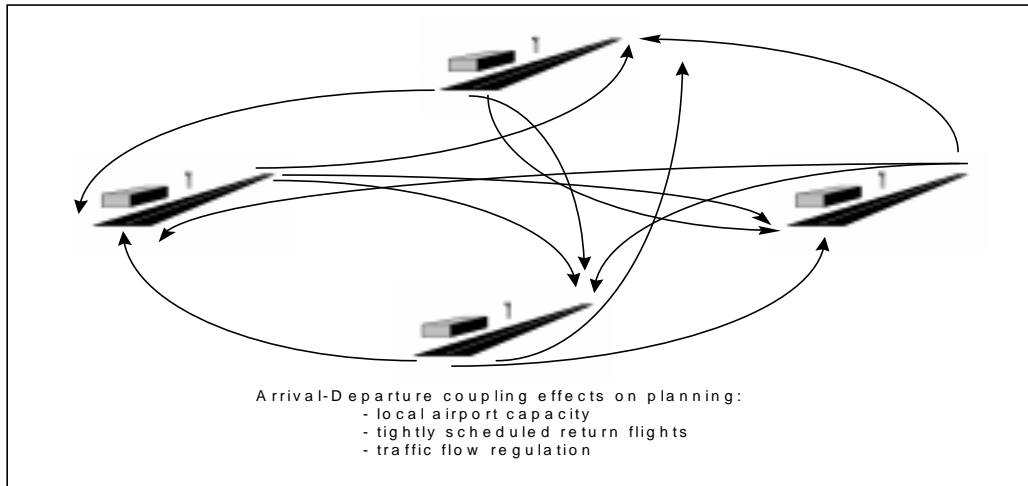 Arrival-Departure coupling effects on planning:
- local airport capacity
- tightly scheduled return flights
- traffic flow regulation